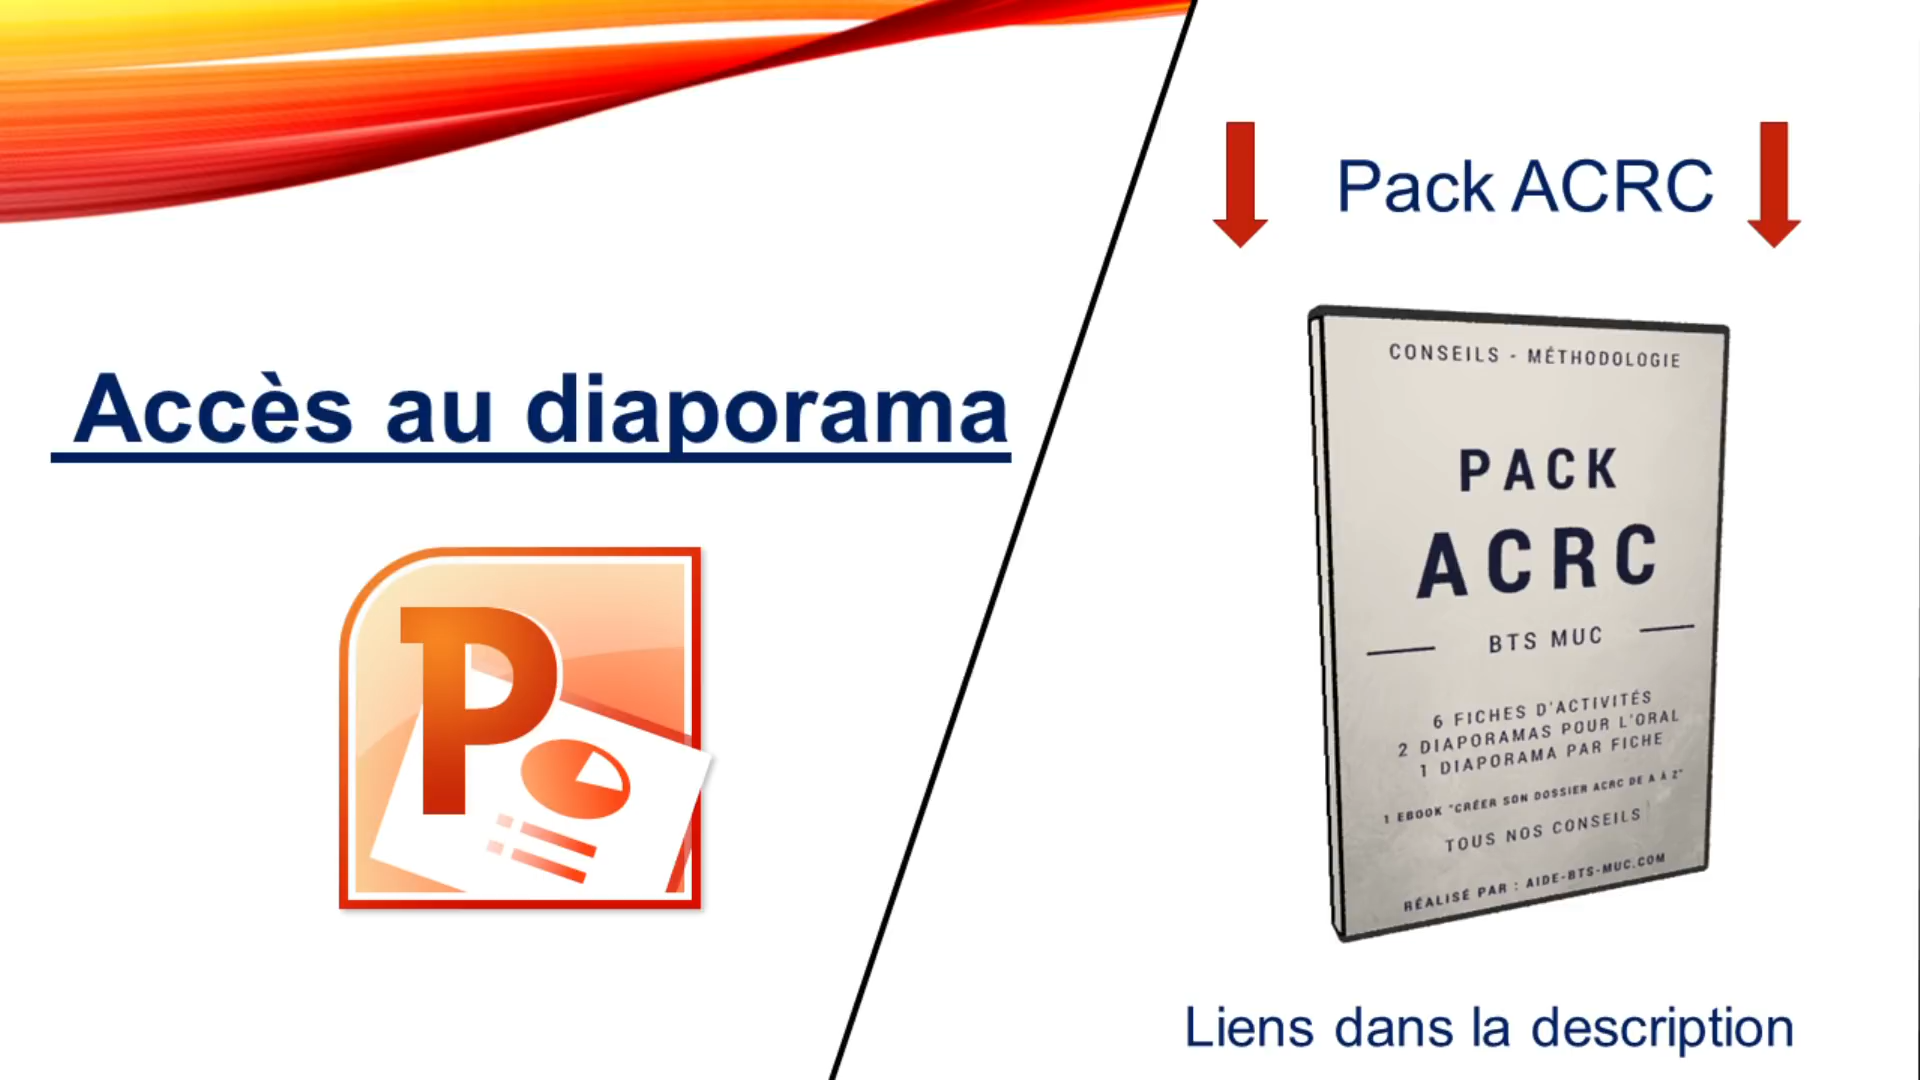 Accès au diaporama
Pack ACRC
CONSEILS - MÉTHODOLOGIE
PACK
ACRC
BTS MUC
6 FICHES D'ACTIVITÉS
2 DIAPORAMAS POUR L'ORAL
1 DIAPORAMA PAR FICHE
1 EBOOK "CRÉER SON DOSSIER ACRC DE A À Z"
TOUS NOS CONSEILS
RÉALISÉ PAR : AIDE-BTS-MUC.COM
Liens dans la description